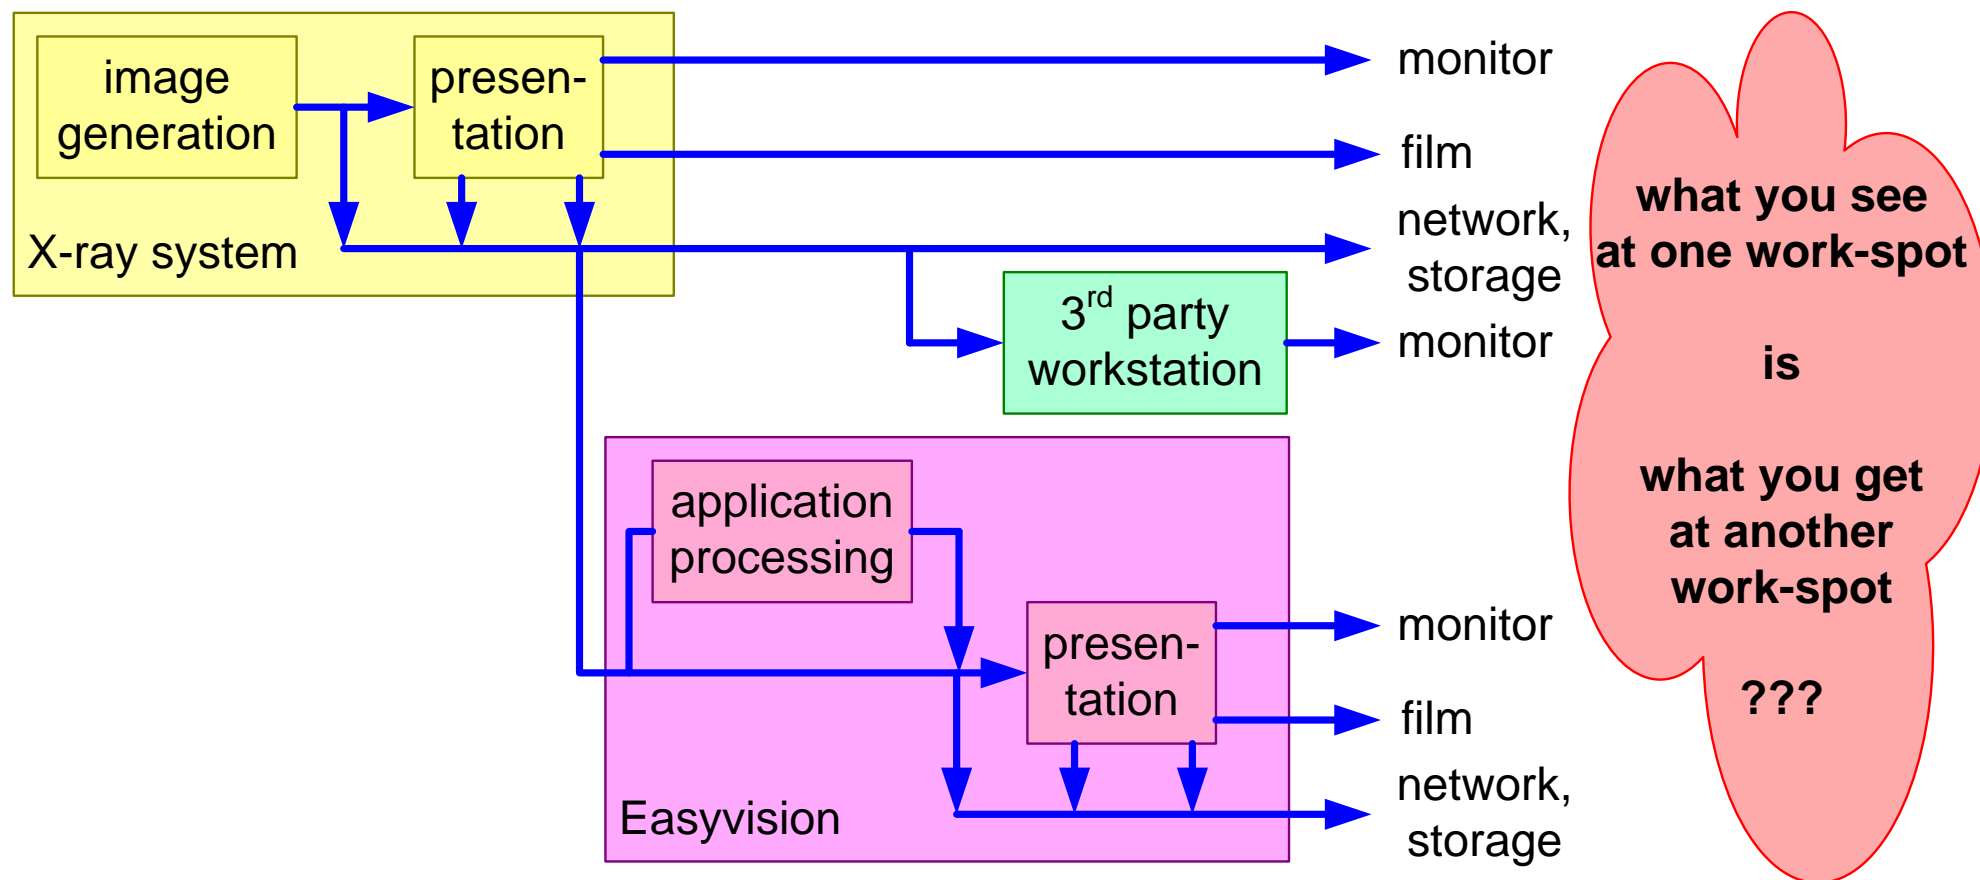 image
generation
presen-
tation
X-ray system
monitor
film
network,
storage
3rd party
workstation
monitor
application
processing
presen-
tation
Easyvision
monitor
film
network,
storage
what you see
at one work-spot
is
what you get
at another
work-spot
???